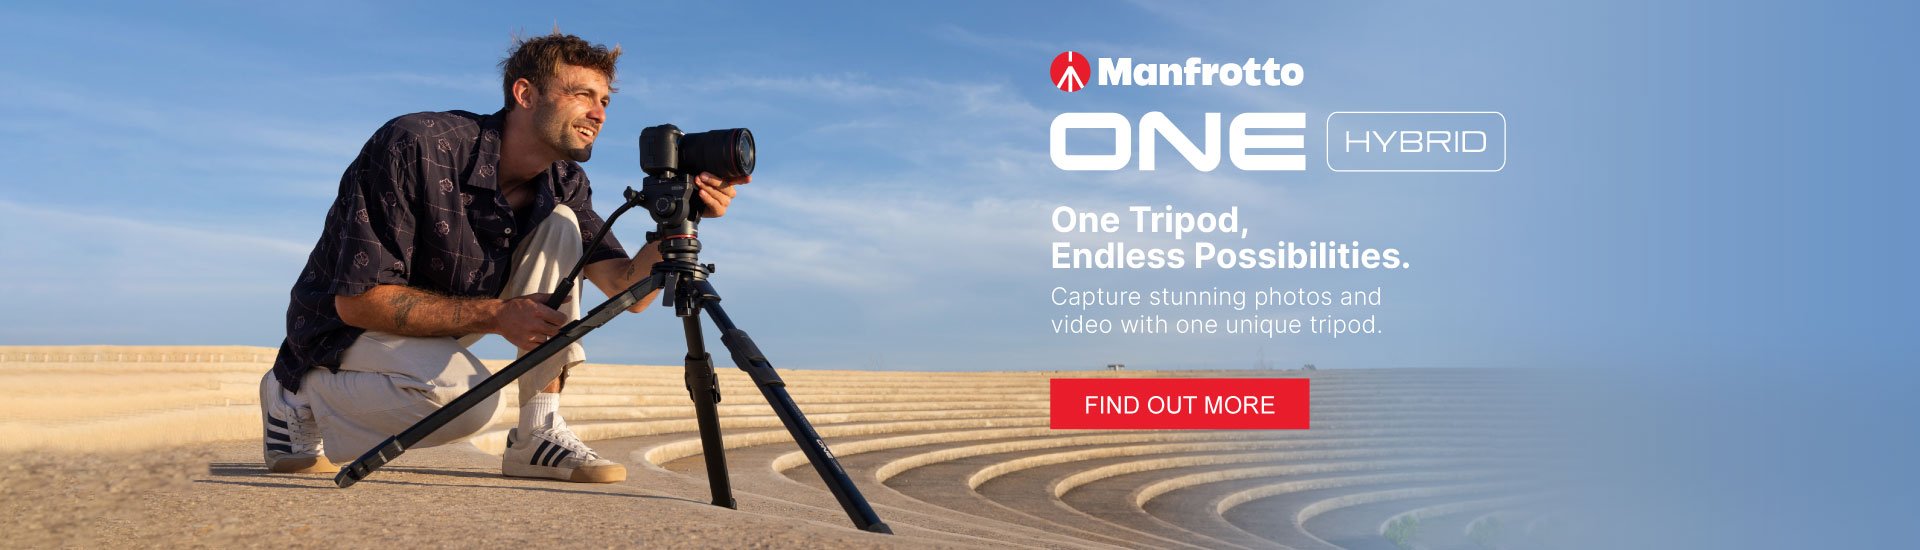 Manfrotto
ONE HYBRID
One Tripod,
Endless Possibilities.
Capture stunning photos and
video with one unique tripod.
FIND OUT MORE
ONE